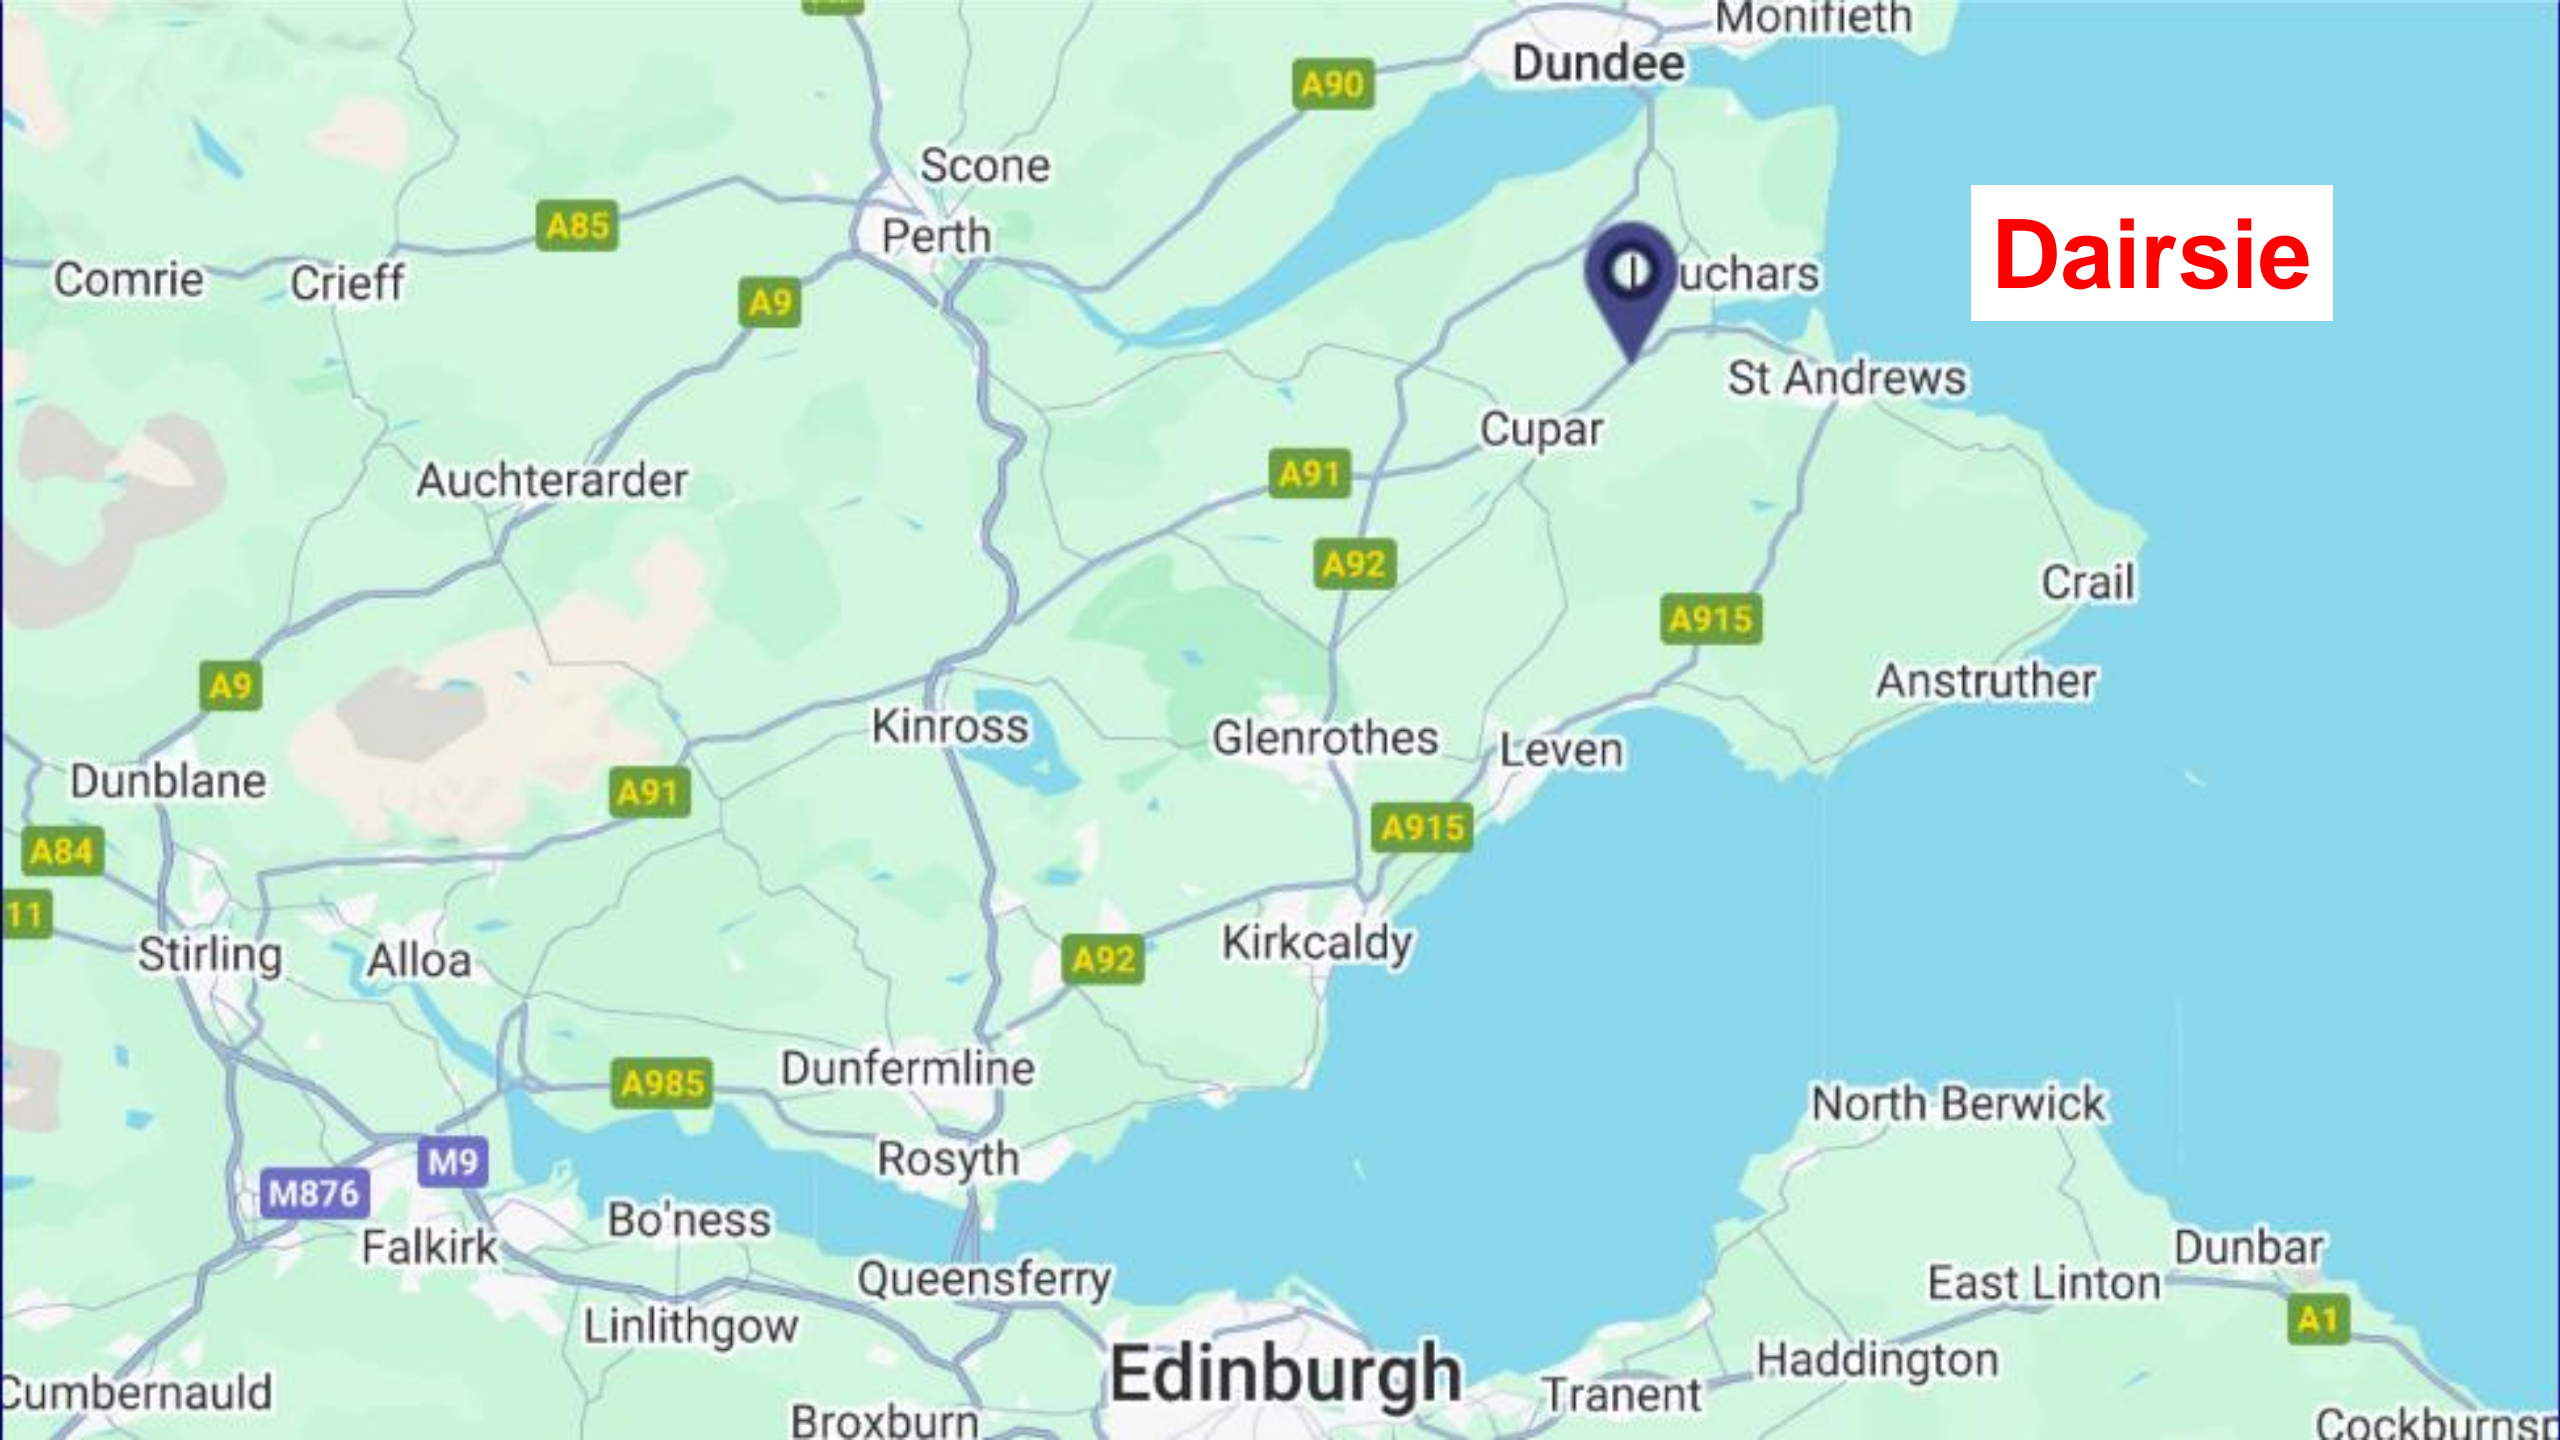 Monifieth
Dundee
A90
Scone
A85
Perth
Dairsie
Comrie
Crieff
A9
uchars
St Andrews
Cupar
A91
Auchterarder
A92
Crail
A915
A9
Anstruther
Kinross
Glenrothes
Leven
Dunblane
A91
A915
A84
11
Stirling
Alloa
A92
Kirkcaldy
Dunfermline
A985
North Berwick
M9
Rosyth
M876
Bo'ness
Falkirk
Queensferry
Dunbar
East Linton
A1
Linlithgow
Edinburgh
Haddington
Cumbernauld
Tranent
Broxburn
Cockburnsp